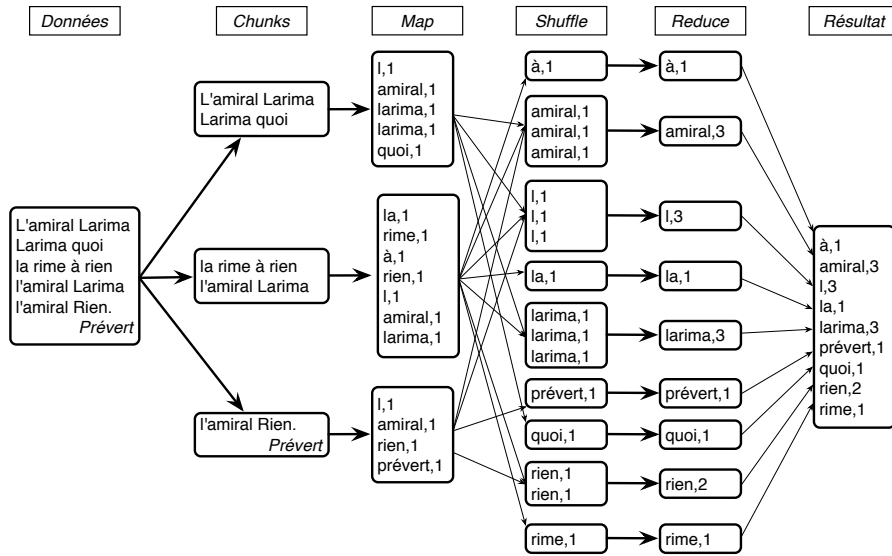 Données
Chunks
Map
Shuffle
Reduce
Résultat
L'amiral Larima
Larima quoi
la rime à rien
l'amiral Larima
l'amiral Rien.
Prévert
L'amiral Larima
Larima quoi
la rime à rien
l'amiral Larima
l'amiral Rien.
Prévert
l,1
amiral,1
larima,1
larima,1
quoi,1
la,1
rime,1
à,1
rien,1
l,1
amiral,1
larima,1
l,1
amiral,1
rien,1
prévert,1
à,1
amiral,1
amiral,1
amiral,1
l,1
l,1
l,1
la,1
larima,1
larima,1
larima,1
prévert,1
quoi,1
rien,1
rien,1
rime,1
à,1
amiral,3
l,3
la,1
larima,3
prévert,1
quoi,1
rien,2
rime,1
à,1
amiral,3
l,3
la,1
larima,3
prévert,1
quoi,1
rien,2
rime,1